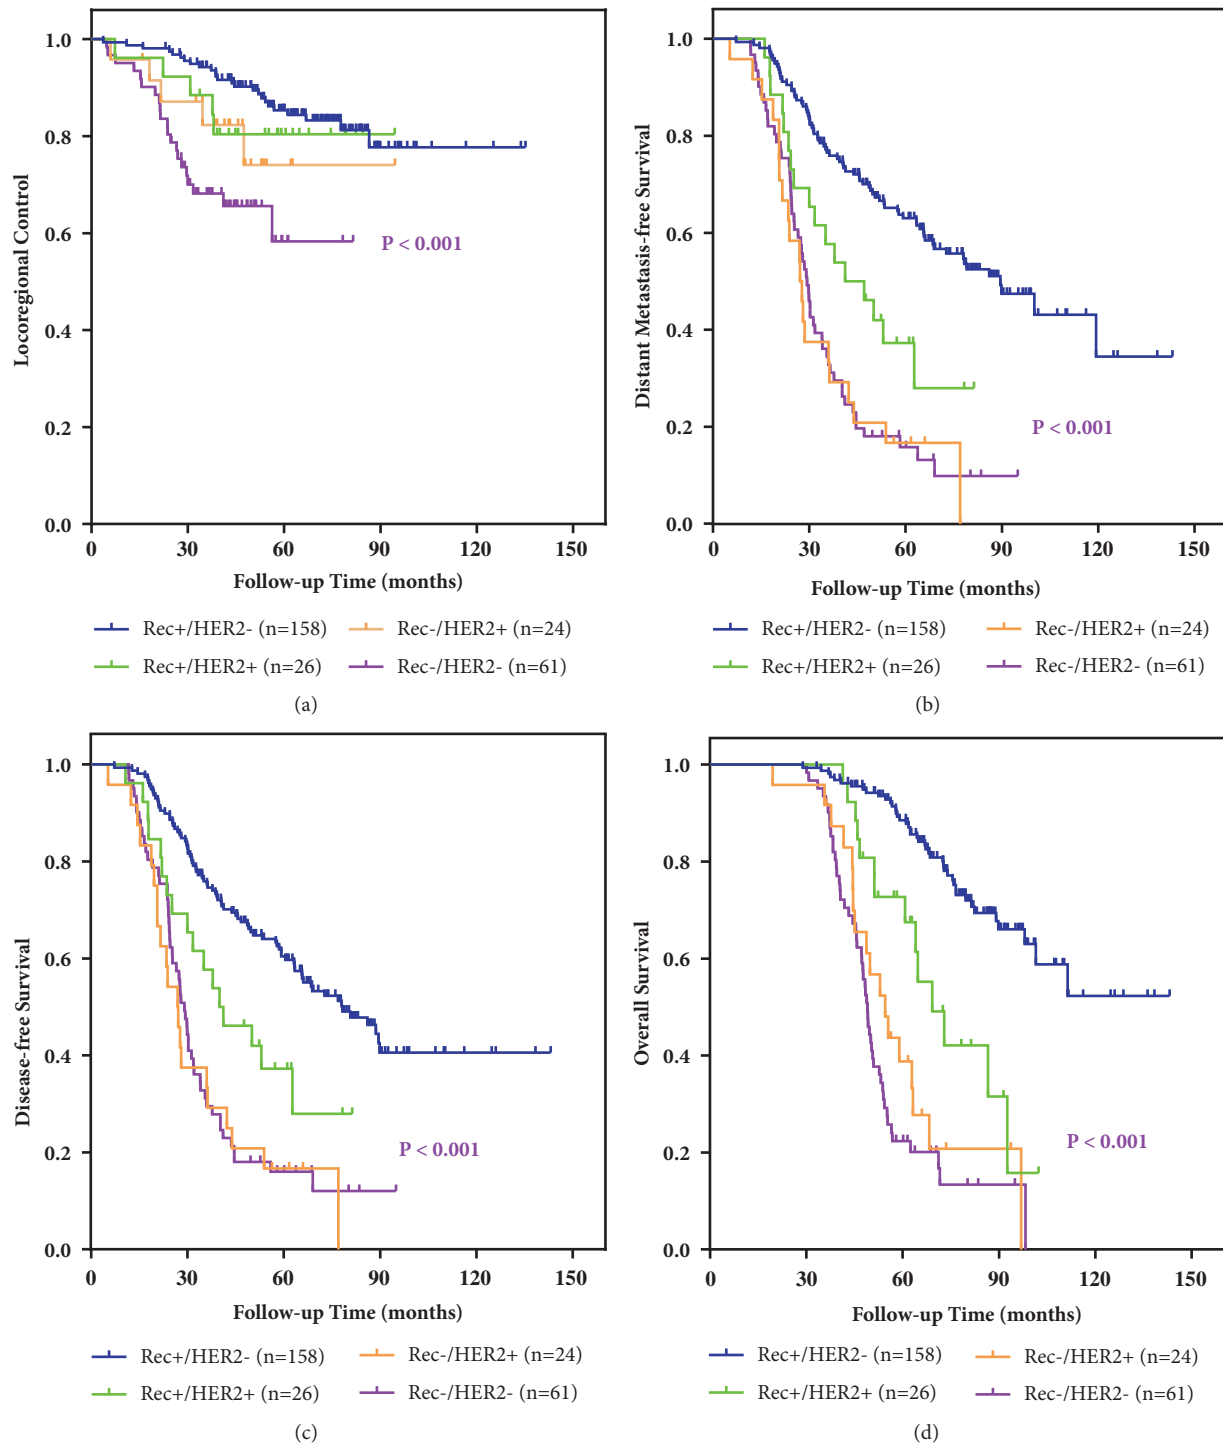 Locoregional Control
1.0
0.8
0.6
0.4
0.2
0.0
P < 0.001
0 30 60 90 120 150
Follow-up Time (months)
Rec+/HER2- (n=158) Rec-/HER2+ (n=24)
Rec+/HER2+ (n=26) Rec-/HER2- (n=61)
(a)
Distant Metastasis-free Survival
1.0
0.8
0.6
0.4
0.2
0.0
P < 0.001
0 30 60 90 120 150
Follow-up Time (months)
Rec+/HER2- (n=158) Rec-/HER2+ (n=24)
Rec+/HER2+ (n=26) Rec-/HER2- (n=61)
(b)
Disease-free Survival
1.0
0.8
0.6
0.4
0.2
0.0
P < 0.001
0 30 60 90 120 150
Follow-up Time (months)
Rec+/HER2- (n=158) Rec-/HER2+ (n=24)
Rec+/HER2+ (n=26) Rec-/HER2- (n=61)
(c)
Overall Survival
1.0
0.8
0.6
0.4
0.2
0.0
P < 0.001
0 30 60 90 120 150
Follow-up Time (months)
Rec+/HER2- (n=158) Rec-/HER2+ (n=24)
Rec+/HER2+ (n=26) Rec-/HER2- (n=61)
(d)